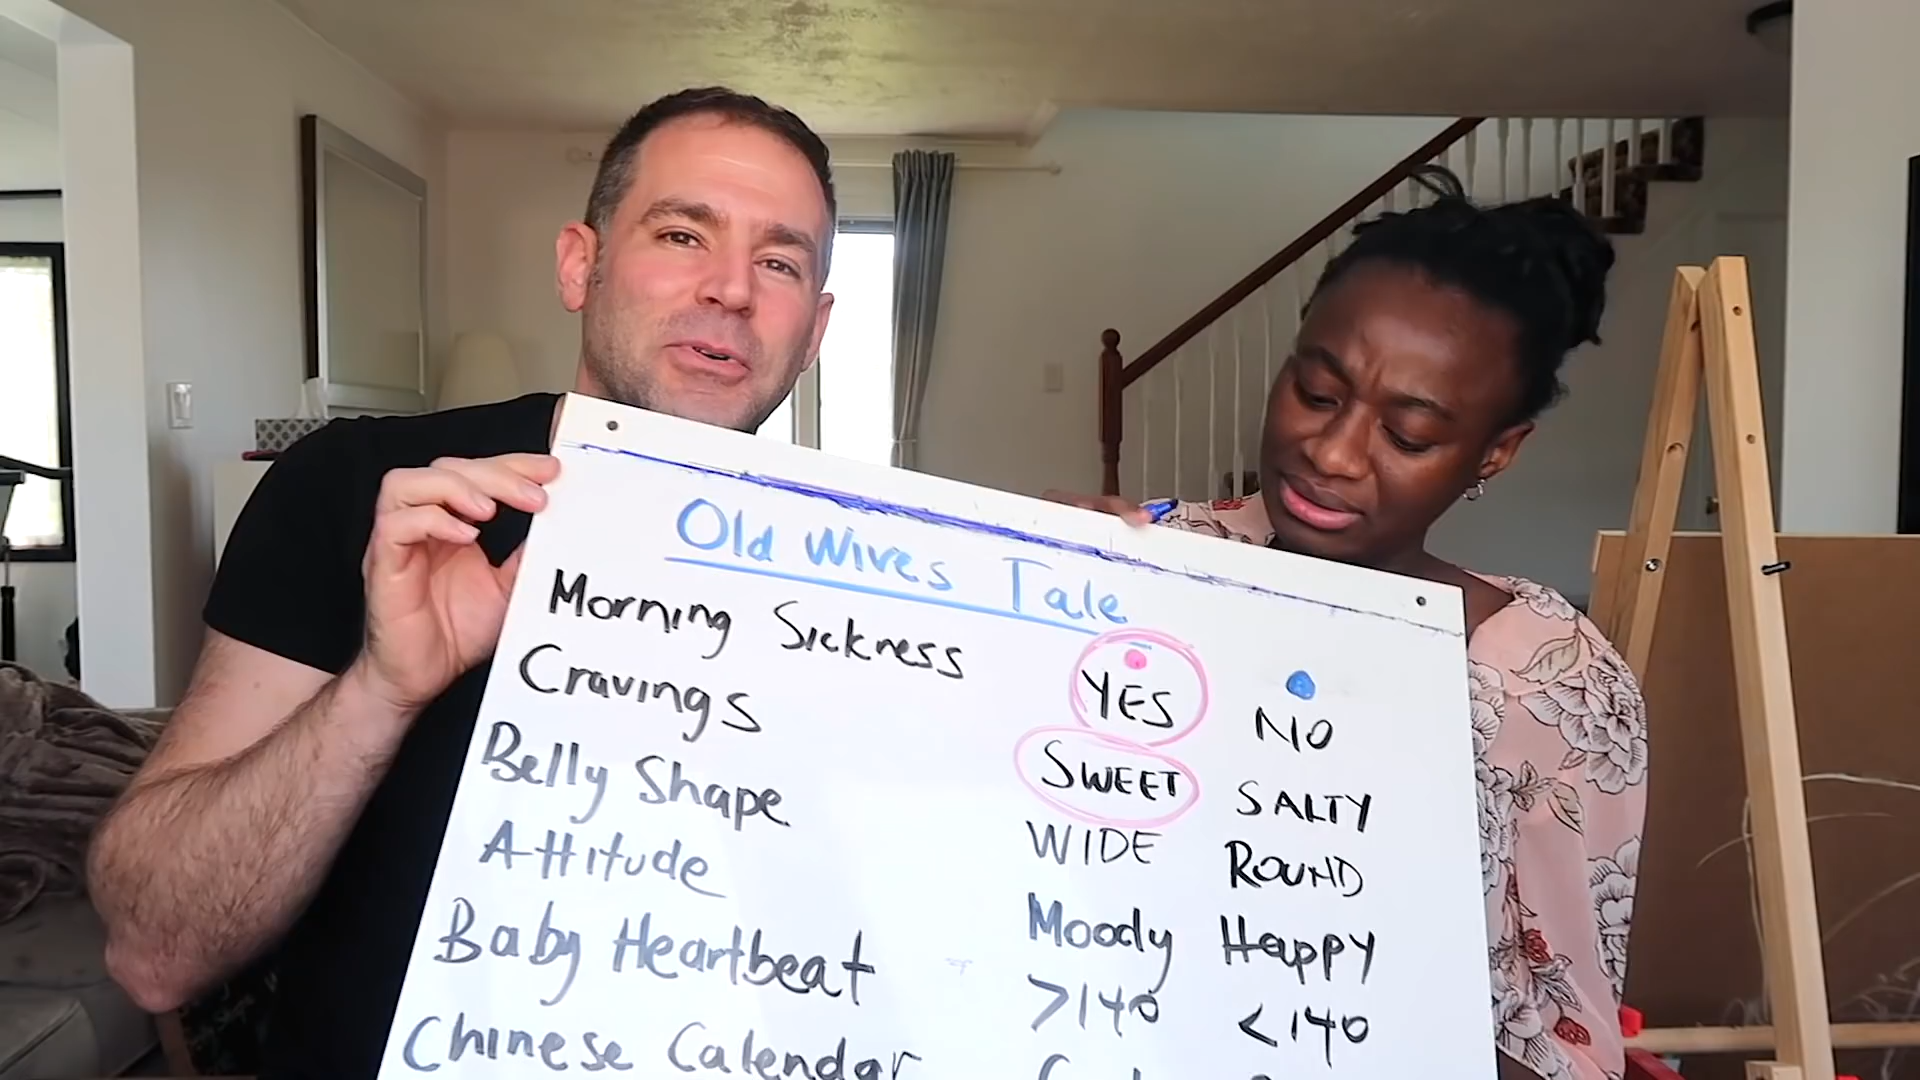 Old Wives Tale
Morning Sickness YES NO
Cravings SWEET SALTY
Belly Shape WIDE ROUND
Attitude Moody Happy
Baby Heartbeat >140 <140
Chinese Calendar